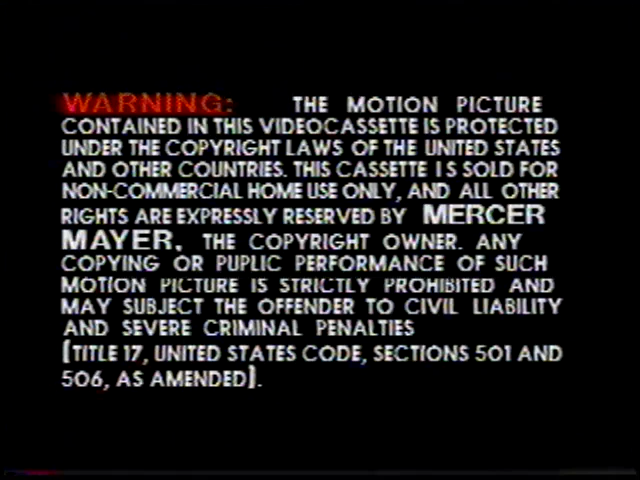 WARNING: THE MOTION PICTURE
CONTAINED IN THIS VIDEOCASSETTE IS PROTECTED
UNDER THE COPYRIGHT LAWS OF THE UNITED STATES
AND OTHER COUNTRIES. THIS CASSETTE IS SOLD FOR
NON-COMMERCIAL HOME USE ONLY, AND ALL OTHER
RIGHTS ARE EXPRESSLY RESERVED BY MERCER
MAYER, THE COPYRIGHT OWNER. ANY
COPYING OR PUPLIC PERFORMANCE OF SUCH
MOTION PICTURE IS STRICTLY PROHIBITED AND
MAY SUBJECT THE OFFENDER TO CIVIL LIABILITY
AND SEVERE CRIMINAL PENALTIES
[TITLE 17, UNITED STATES CODE, SECTIONS 501 AND
506, AS AMENDED].